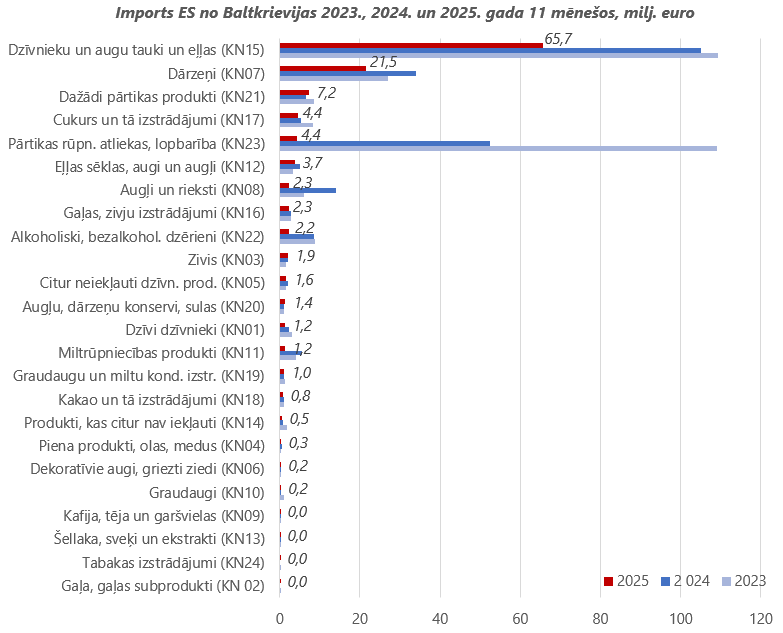 Imports ES no Baltkrievijas 2023., 2024. un 2025. gada 11 mēnešos, milj. euro
Dzīvnieku un augu tauki un eļļas (KN15) 65,7
Dārzeņi (KN07) 21,5
Dažādi pārtikas produkti (KN21) 7,2
Cukurs un tā izstrādājumi (KN17) 4,4
Pārtikas rūpn. atliekas, lopbarība (KN23) 4,4
Eļļas sēklas, augi un augļi (KN12) 3,7
Augļi un rieksti (KN08) 2,3
Gaļas, zivju izstrādājumi (KN16) 2,3
Alkoholiski, bezalkohol. dzērieni (KN22) 2,2
Zivis (KN03) 1,9
Citur neiekļauti dzīvn. prod. (KN05) 1,6
Augļu, dārzeņu konservi, sulas (KN20) 1,4
Dzīvi dzīvnieki (KN01) 1,2
Miltrūpniecības produkti (KN11) 1,2
Graudaugu un miltu kond. izstr. (KN19) 1,0
Kakao un tā izstrādājumi (KN18) 0,8
Produkti, kas citur nav iekļauti (KN14) 0,5
Piena produkti, olas, medus (KN04) 0,3
Dekoratīvie augi, griezti ziedi (KN06) 0,2
Graudaugi (KN10) 0,2
Kafija, tēja un garšvielas (KN09) 0,0
Šellaka, sveķi un ekstrakti (KN13) 0,0
Tabakas izstrādājumi (KN24) 0,0
Gaļa, gaļas subprodukti (KN 02) 0,0
2025 2 024 2023
0 20 40 60 80 100 120